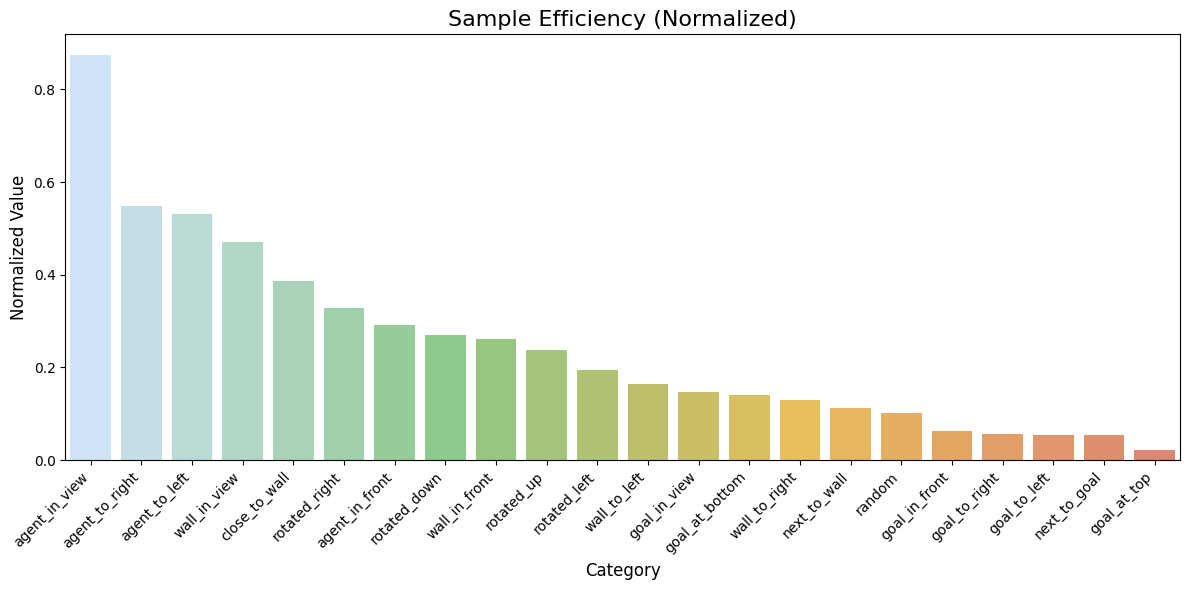 Sample Efficiency (Normalized)
Normalized Value
0.8
0.6
0.4
0.2
0.0
agent_in_view
agent_to_right
agent_to_left
wall_in_view
close_to_wall
rotated_right
agent_in_front
rotated_down
wall_in_front
rotated_up
rotated_left
wall_to_left
goal_in_view
goal_at_bottom
wall_to_right
next_to_wall
random
goal_in_front
goal_to_right
goal_to_left
next_to_goal
goal_at_top
Category